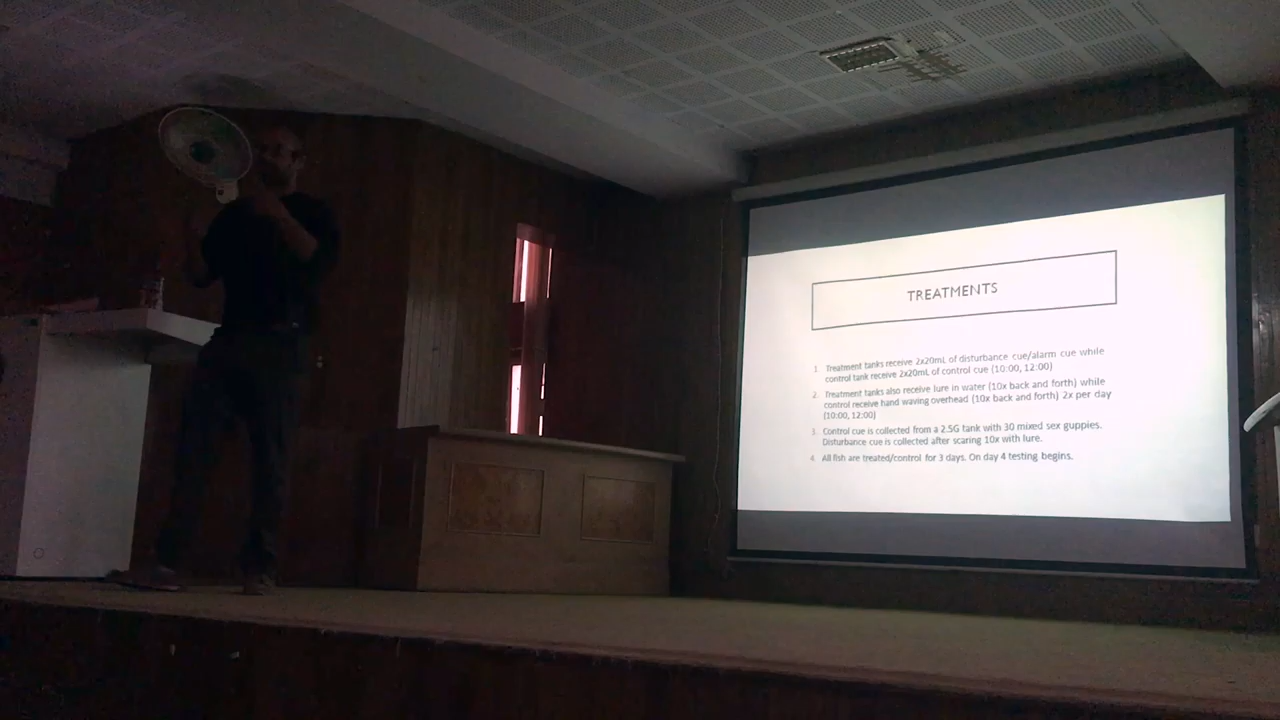 TREATMENTS
1. Treatment tanks receive 2x20mL of disturbance cue/alarm cue while
control tank receive 2x20mL of control cue (10:00, 12:00)
2. Treatment tanks also receive lure in water (10x back and forth) while
control receive hand waving overhead (10x back and forth) 2x per day
(10:00, 12:00)
3. Control cue is collected from a 2.5G tank with 30 mixed sex guppies.
Disturbance cue is collected after scaring 10x with lure.
4. All fish are treated/control for 3 days. On day 4 testing begins.